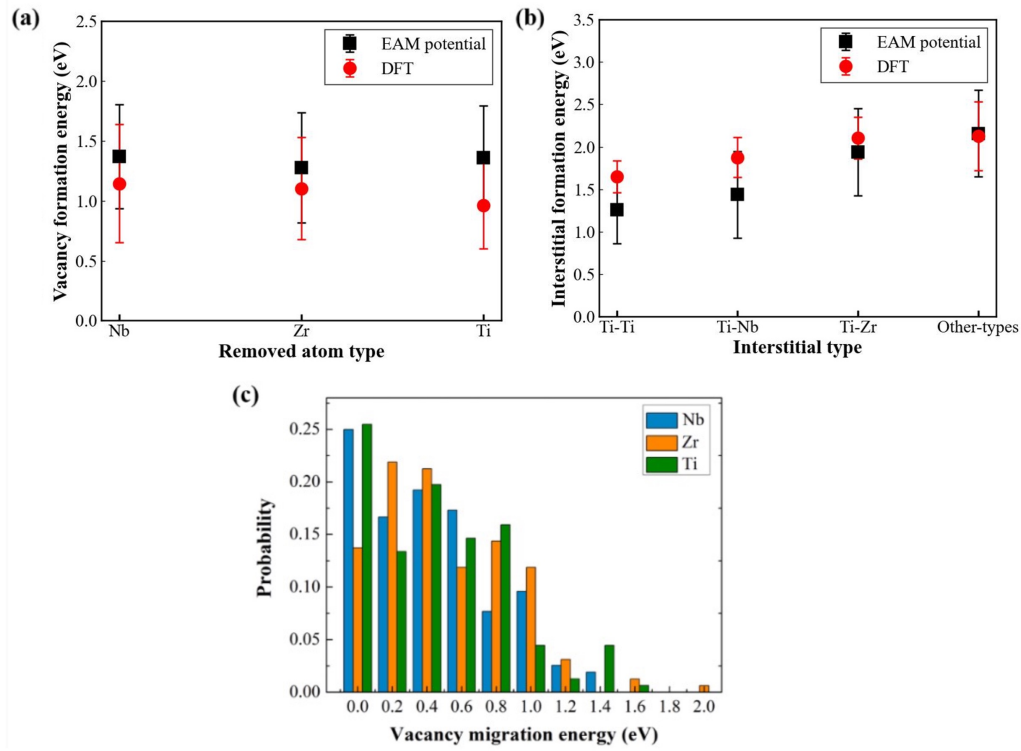 (a)
2.5
2.0
1.5
1.0
0.5
0.0
Vacancy formation energy (eV)
EAM potential
DFT
Nb
Zr
Ti
Removed atom type
(b)
3.5
3.0
2.5
2.0
1.5
1.0
0.5
0.0
Interstitial formation energy (eV)
EAM potential
DFT
Ti-Ti
Ti-Nb
Ti-Zr
Other-types
Interstitial type
(c)
0.25
0.20
0.15
0.10
0.05
0.00
Probability
Nb
Zr
Ti
0.0 0.2 0.4 0.6 0.8 1.0 1.2 1.4 1.6 1.8 2.0
Vacancy migration energy (eV)